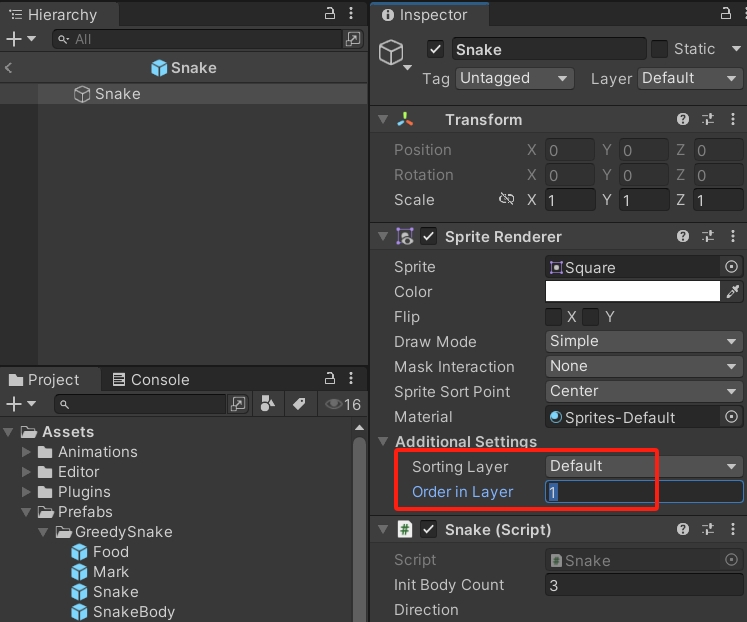 Hierarchy
All
Snake
Snake
Project
Console
16
Assets
Animations
Editor
Plugins
Prefabs
GreedySnake
Food
Mark
Snake
SnakeBody
Inspector
Snake
Static
Tag Untagged Layer Default
Transform
Position X 0 Y 0 Z 0
Rotation X 0 Y 0 Z 0
Scale X 1 Y 1 Z 1
Sprite Renderer
Sprite Square
Color
Flip X Y
Draw Mode Simple
Mask Interaction None
Sprite Sort Point Center
Material Sprites-Default
Additional Settings
Sorting Layer Default
Order in Layer 1
# Snake (Script)
Script # Snake
Init Body Count 3
Direction